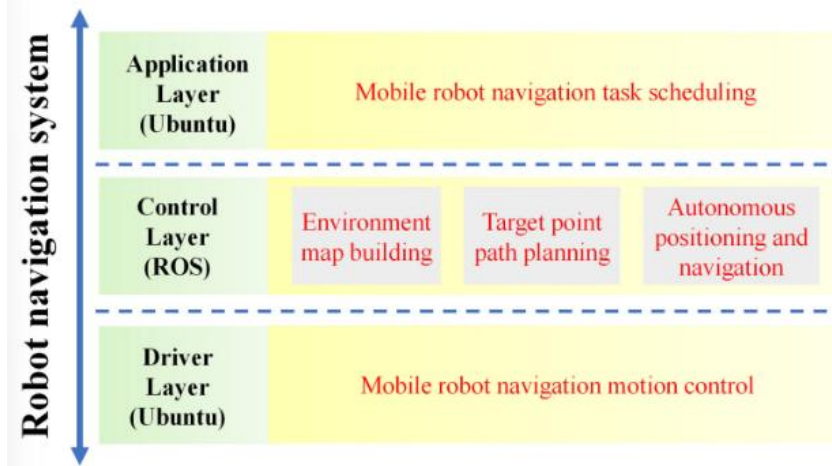 Robot navigation system
Application
Layer
(Ubuntu)
Mobile robot navigation task scheduling
Control
Layer
(ROS)
Environment
map building
Target point
path planning
Autonomous
positioning and
navigation
Driver
Layer
(Ubuntu)
Mobile robot navigation motion control